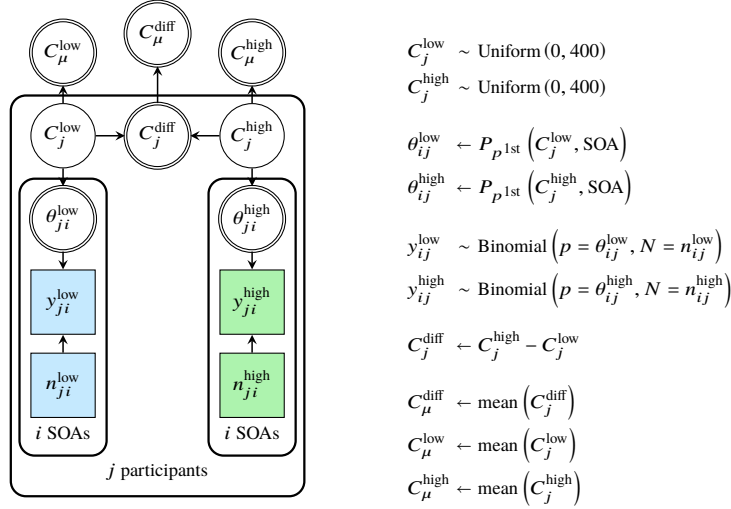 C_μ^low C_μ^diff C_μ^high
C_j^low C_j^diff C_j^high
θ_ji^low θ_ji^high
y_ji^low y_ji^high
n_ji^low n_ji^high
i SOAs i SOAs
j participants
C_j^low ∼ Uniform (0, 400)
C_j^high ∼ Uniform (0, 400)
θ_ij^low ← P_p^1st (C_j^low, SOA)
θ_ij^high ← P_p^1st (C_j^high, SOA)
y_ij^low ∼ Binomial (p = θ_ij^low, N = n_ij^low)
y_ij^high ∼ Binomial (p = θ_ij^high, N = n_ij^high)
C_j^diff ← C_j^high − C_j^low
C_μ^diff ← mean (C_j^diff)
C_μ^low ← mean (C_j^low)
C_μ^high ← mean (C_j^high)